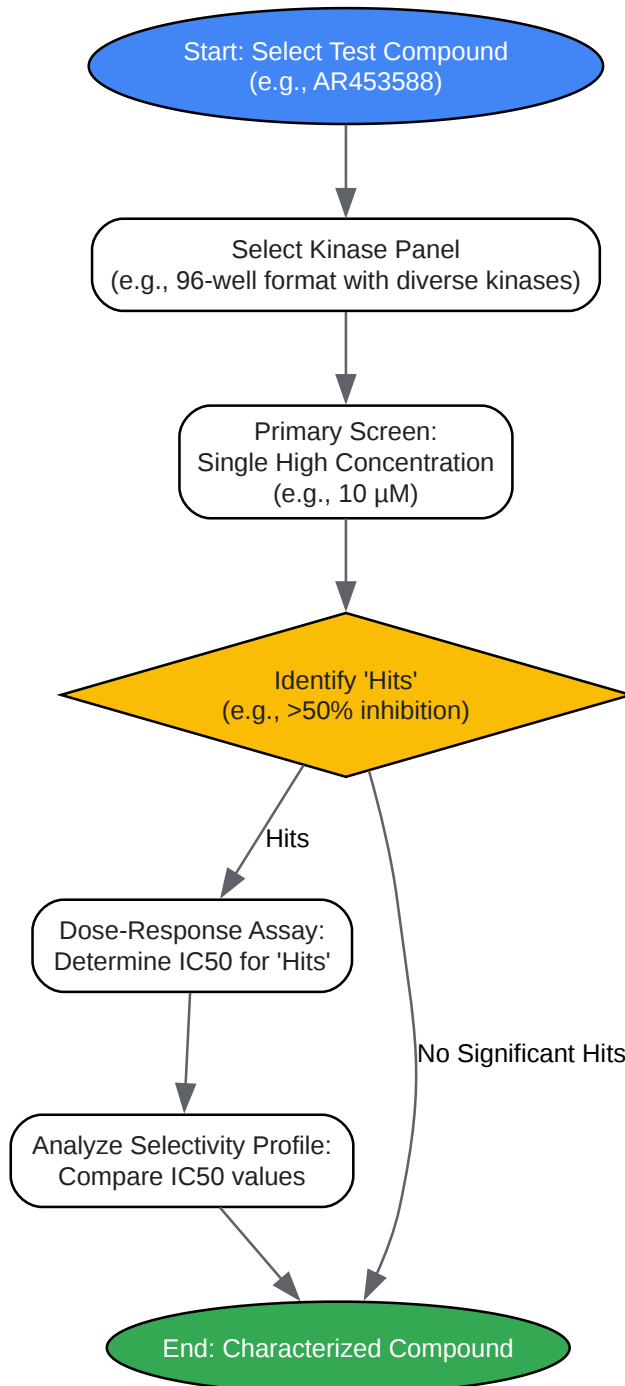 Start: Select Test Compound
(e.g., AR453588)
Select Kinase Panel
(e.g., 96-well format with diverse kinases)
Primary Screen:
Single High Concentration
(e.g., 10 µM)
Identify 'Hits'
(e.g., >50% inhibition)
Hits
Dose-Response Assay:
Determine IC50 for 'Hits'
No Significant Hits
Analyze Selectivity Profile:
Compare IC50 values
End: Characterized Compound